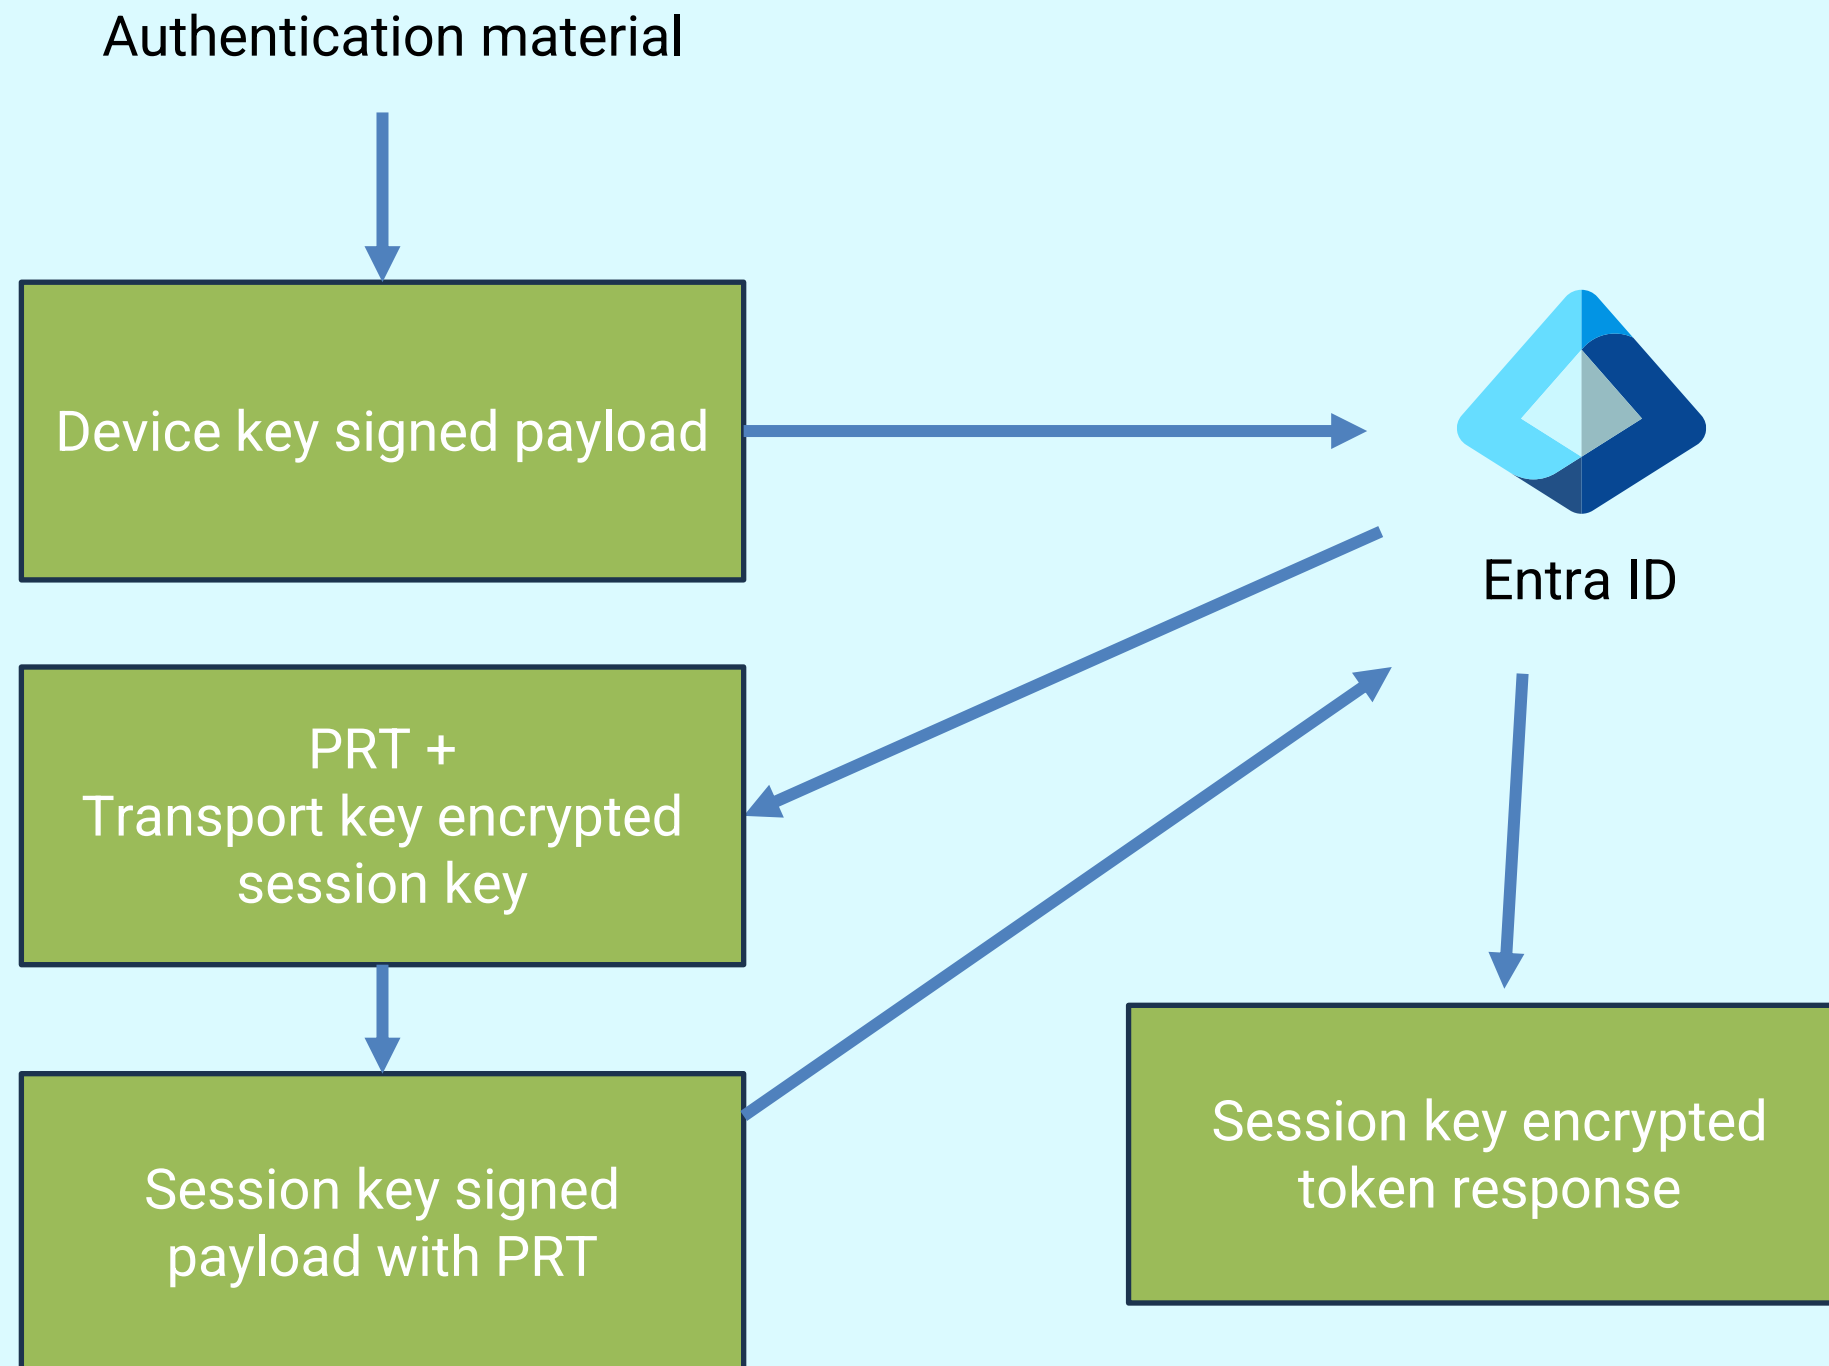 Authentication material
Device key signed payload
Entra ID
PRT +
Transport key encrypted
session key
Session key signed
payload with PRT
Session key encrypted
token response